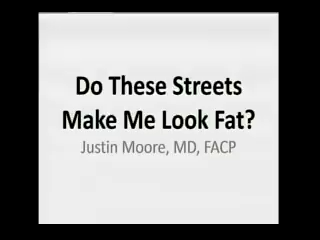 Do These Streets
Make Me Look Fat?
Justin Moore, MD, FACP